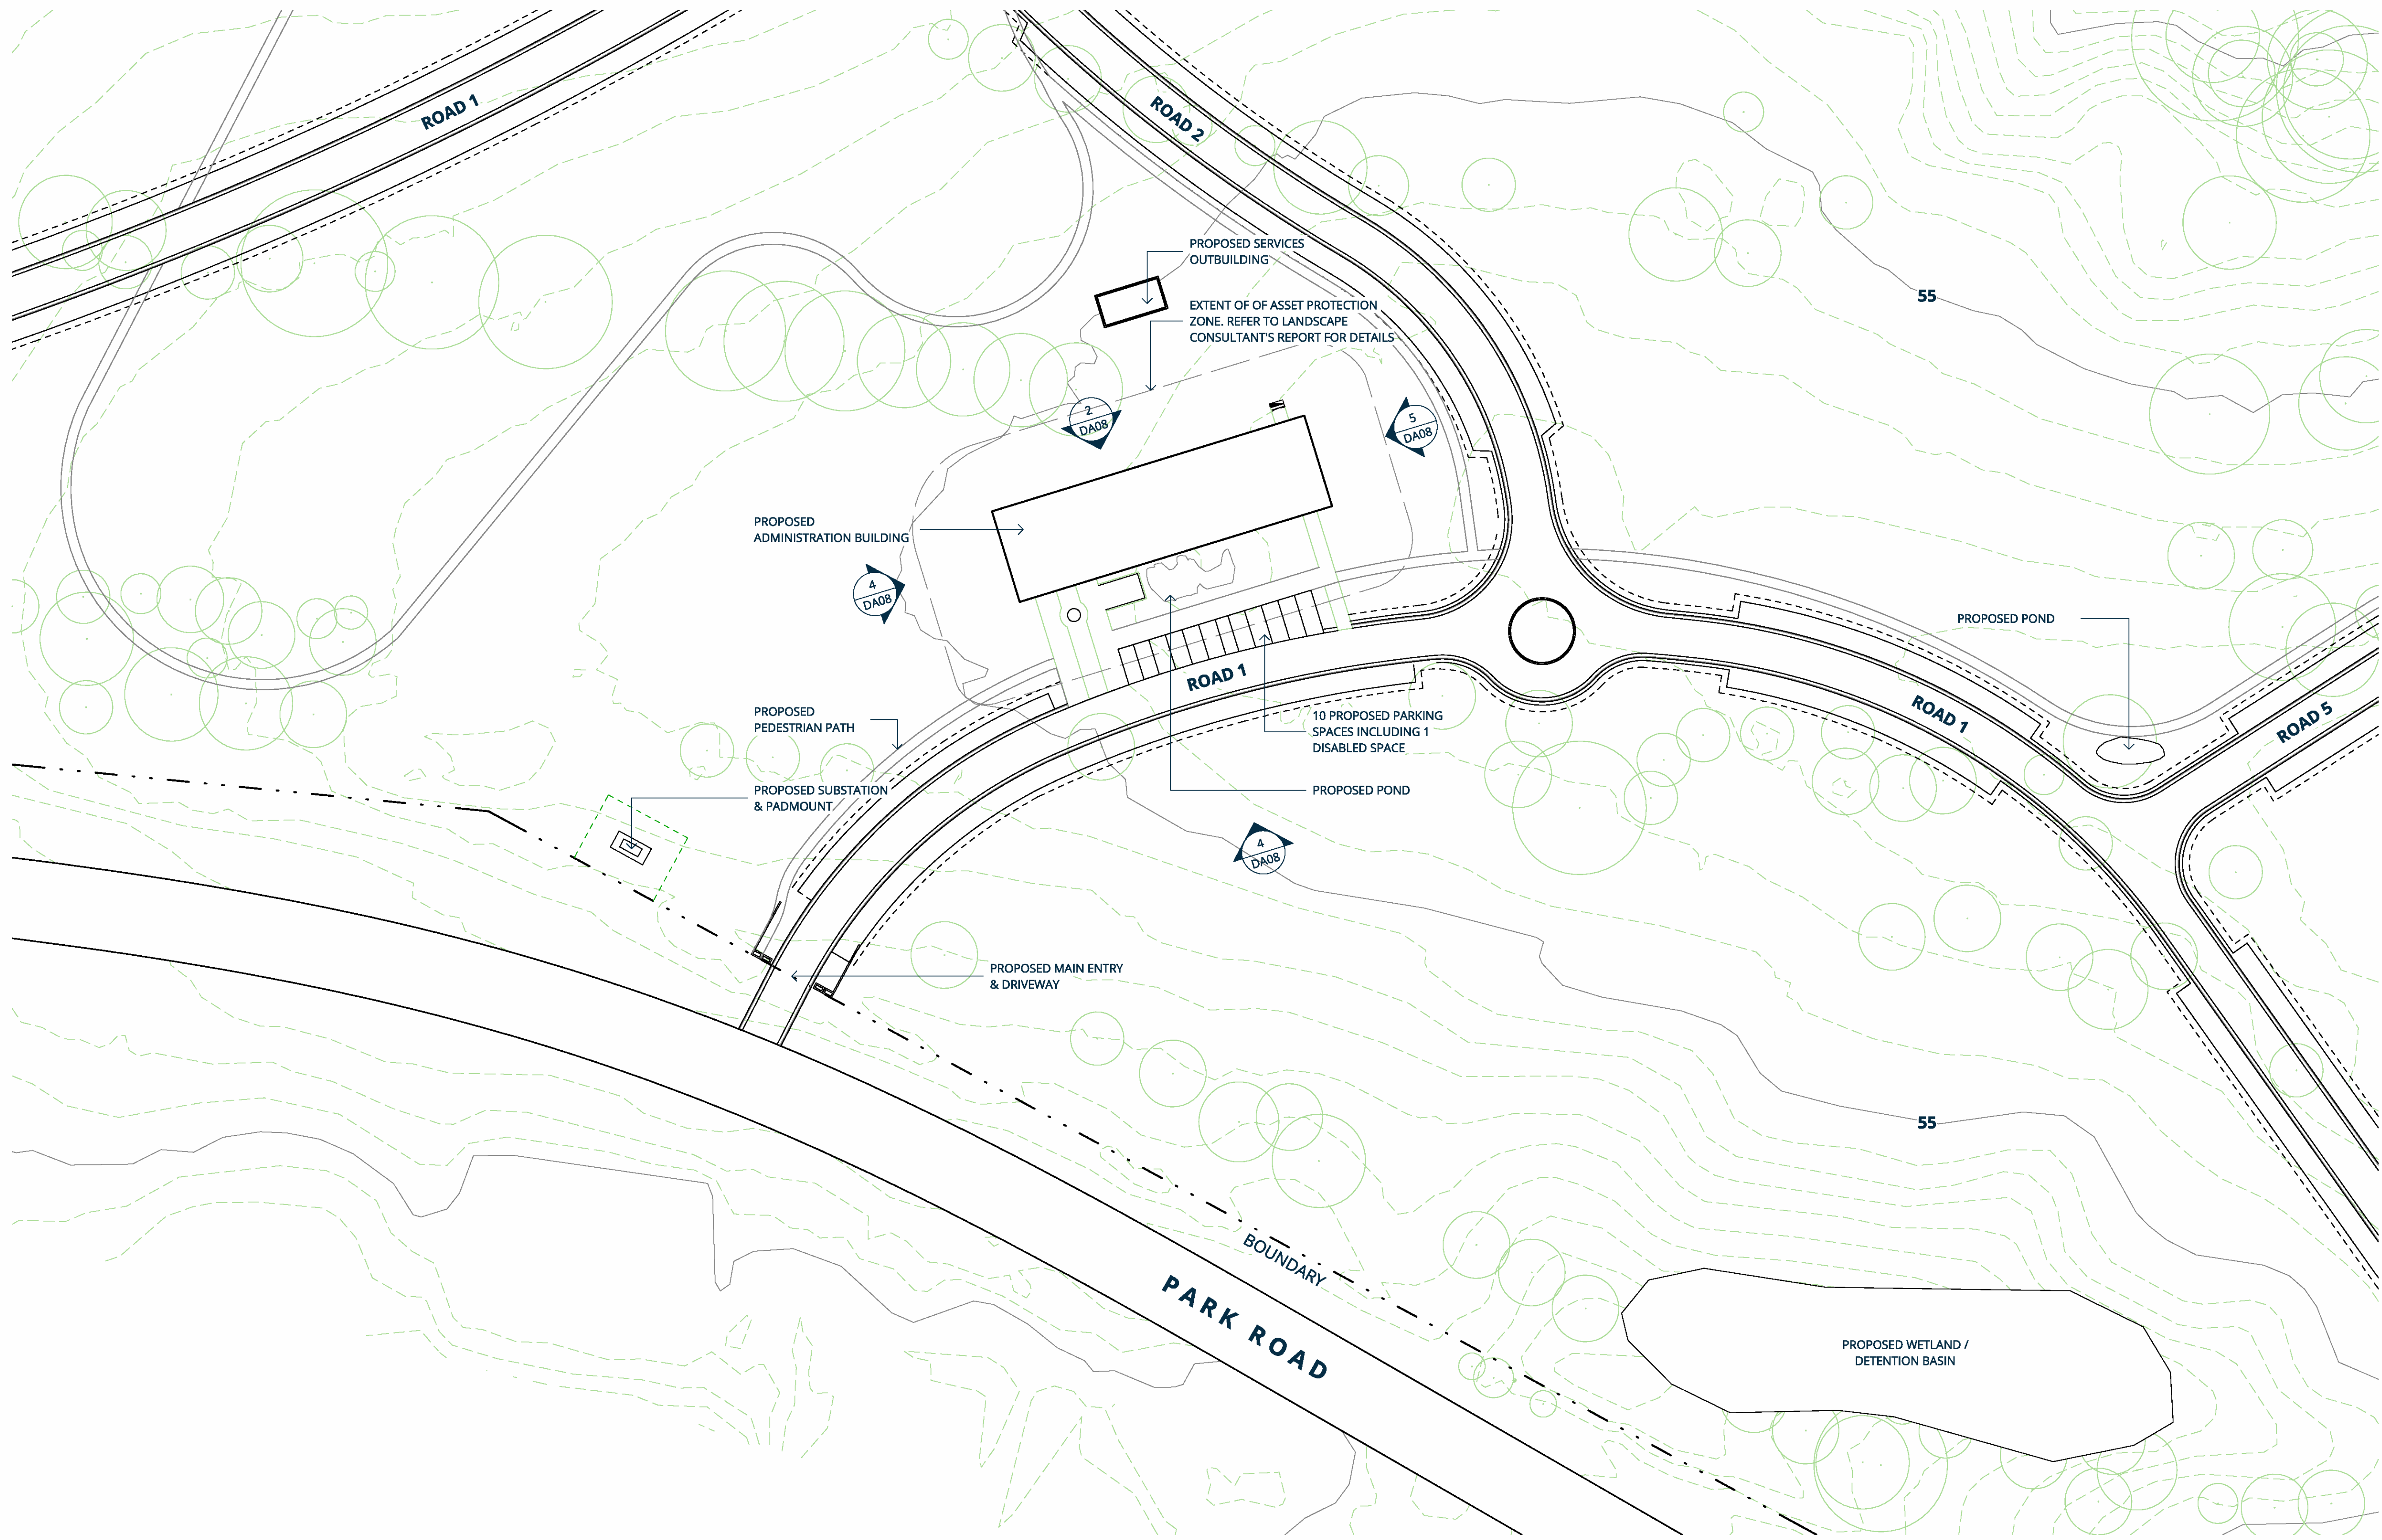 ROAD 1
ROAD 2
PROPOSED SERVICES
OUTBUILDING
55
EXTENT OF OF ASSET PROTECTION
ZONE. REFER TO LANDSCAPE
CONSULTANT'S REPORT FOR DETAILS
2
DA08
5
DA08
PROPOSED
ADMINISTRATION BUILDING
4
DA08
PROPOSED POND
ROAD 1
PROPOSED
PEDESTRIAN PATH
10 PROPOSED PARKING
SPACES INCLUDING 1
DISABLED SPACE
ROAD 1
ROAD 5
PROPOSED SUBSTATION
& PADMOUNT
PROPOSED POND
4
DA08
PROPOSED MAIN ENTRY
& DRIVEWAY
55
BOUNDARY
PARK ROAD
PROPOSED WETLAND /
DETENTION BASIN